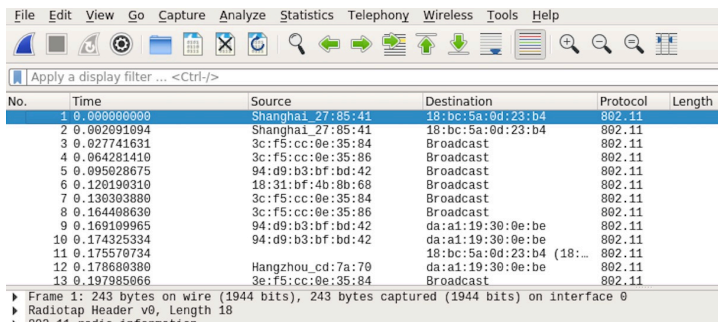 File Edit View Go Capture Analyze Statistics Telephony Wireless Tools Help
Apply a display filter ... <Ctrl-/>
No. Time Source Destination Protocol Length
1 0.000000000 Shanghai_27:85:41 18:bc:5a:0d:23:b4 802.11
2 0.002091094 Shanghai_27:85:41 18:bc:5a:0d:23:b4 802.11
3 0.027741631 3c:f5:cc:0e:35:84 Broadcast 802.11
4 0.064281410 3c:f5:cc:0e:35:86 Broadcast 802.11
5 0.095028675 94:d9:b3:bf:bd:42 Broadcast 802.11
6 0.120190310 18:31:bf:4b:8b:68 Broadcast 802.11
7 0.130303880 3c:f5:cc:0e:35:84 Broadcast 802.11
8 0.164408630 3c:f5:cc:0e:35:86 Broadcast 802.11
9 0.169109965 94:d9:b3:bf:bd:42 da:a1:19:30:0e:be 802.11
10 0.174325334 94:d9:b3:bf:bd:42 da:a1:19:30:0e:be 802.11
11 0.175570734 18:bc:5a:0d:23:b4 (18:… 802.11
12 0.178680380 Hangzhou_cd:7a:70 da:a1:19:30:0e:be 802.11
13 0.197985066 3e:f5:cc:0e:35:84 Broadcast 802.11
Frame 1: 243 bytes on wire (1944 bits), 243 bytes captured (1944 bits) on interface 0
Radiotap Header v0, Length 18
802.11 radio information